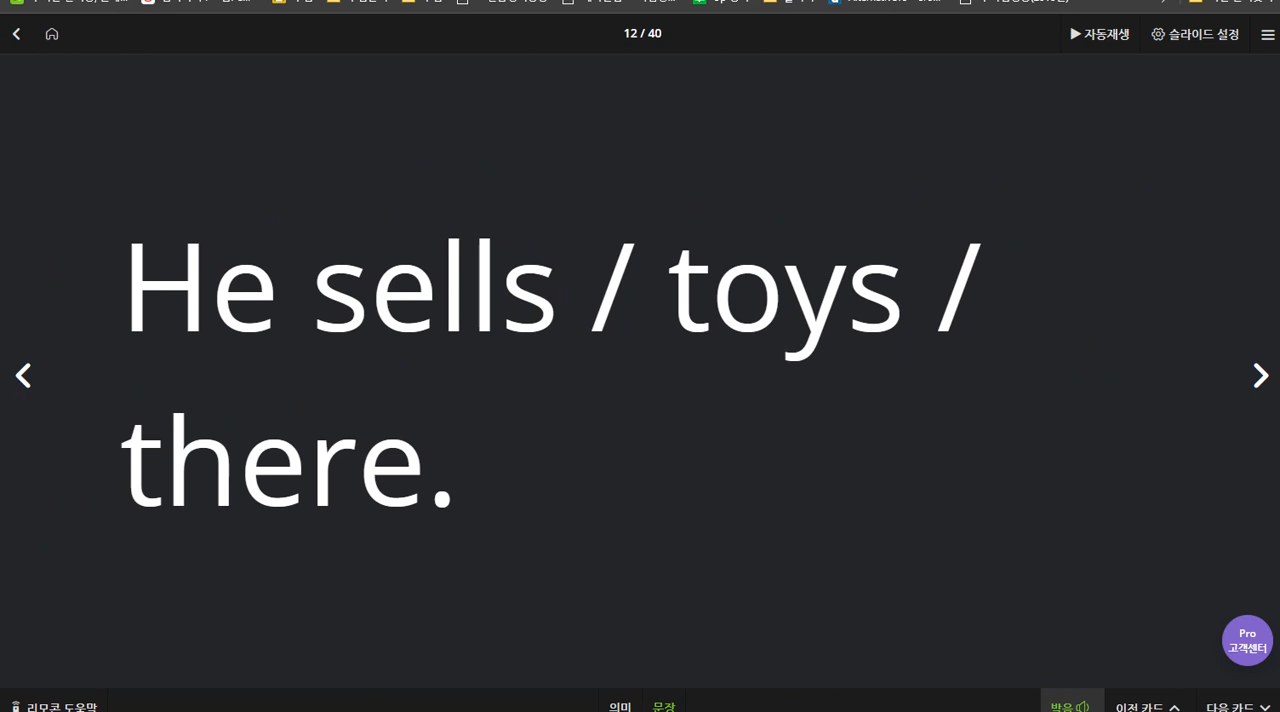 12 / 40
▶ 자동재생
슬라이드 설정
He sells / toys /
there.
Pro
고객센터
리모콘 도움말
의미
문장
발음
이전 카드
다음 카드